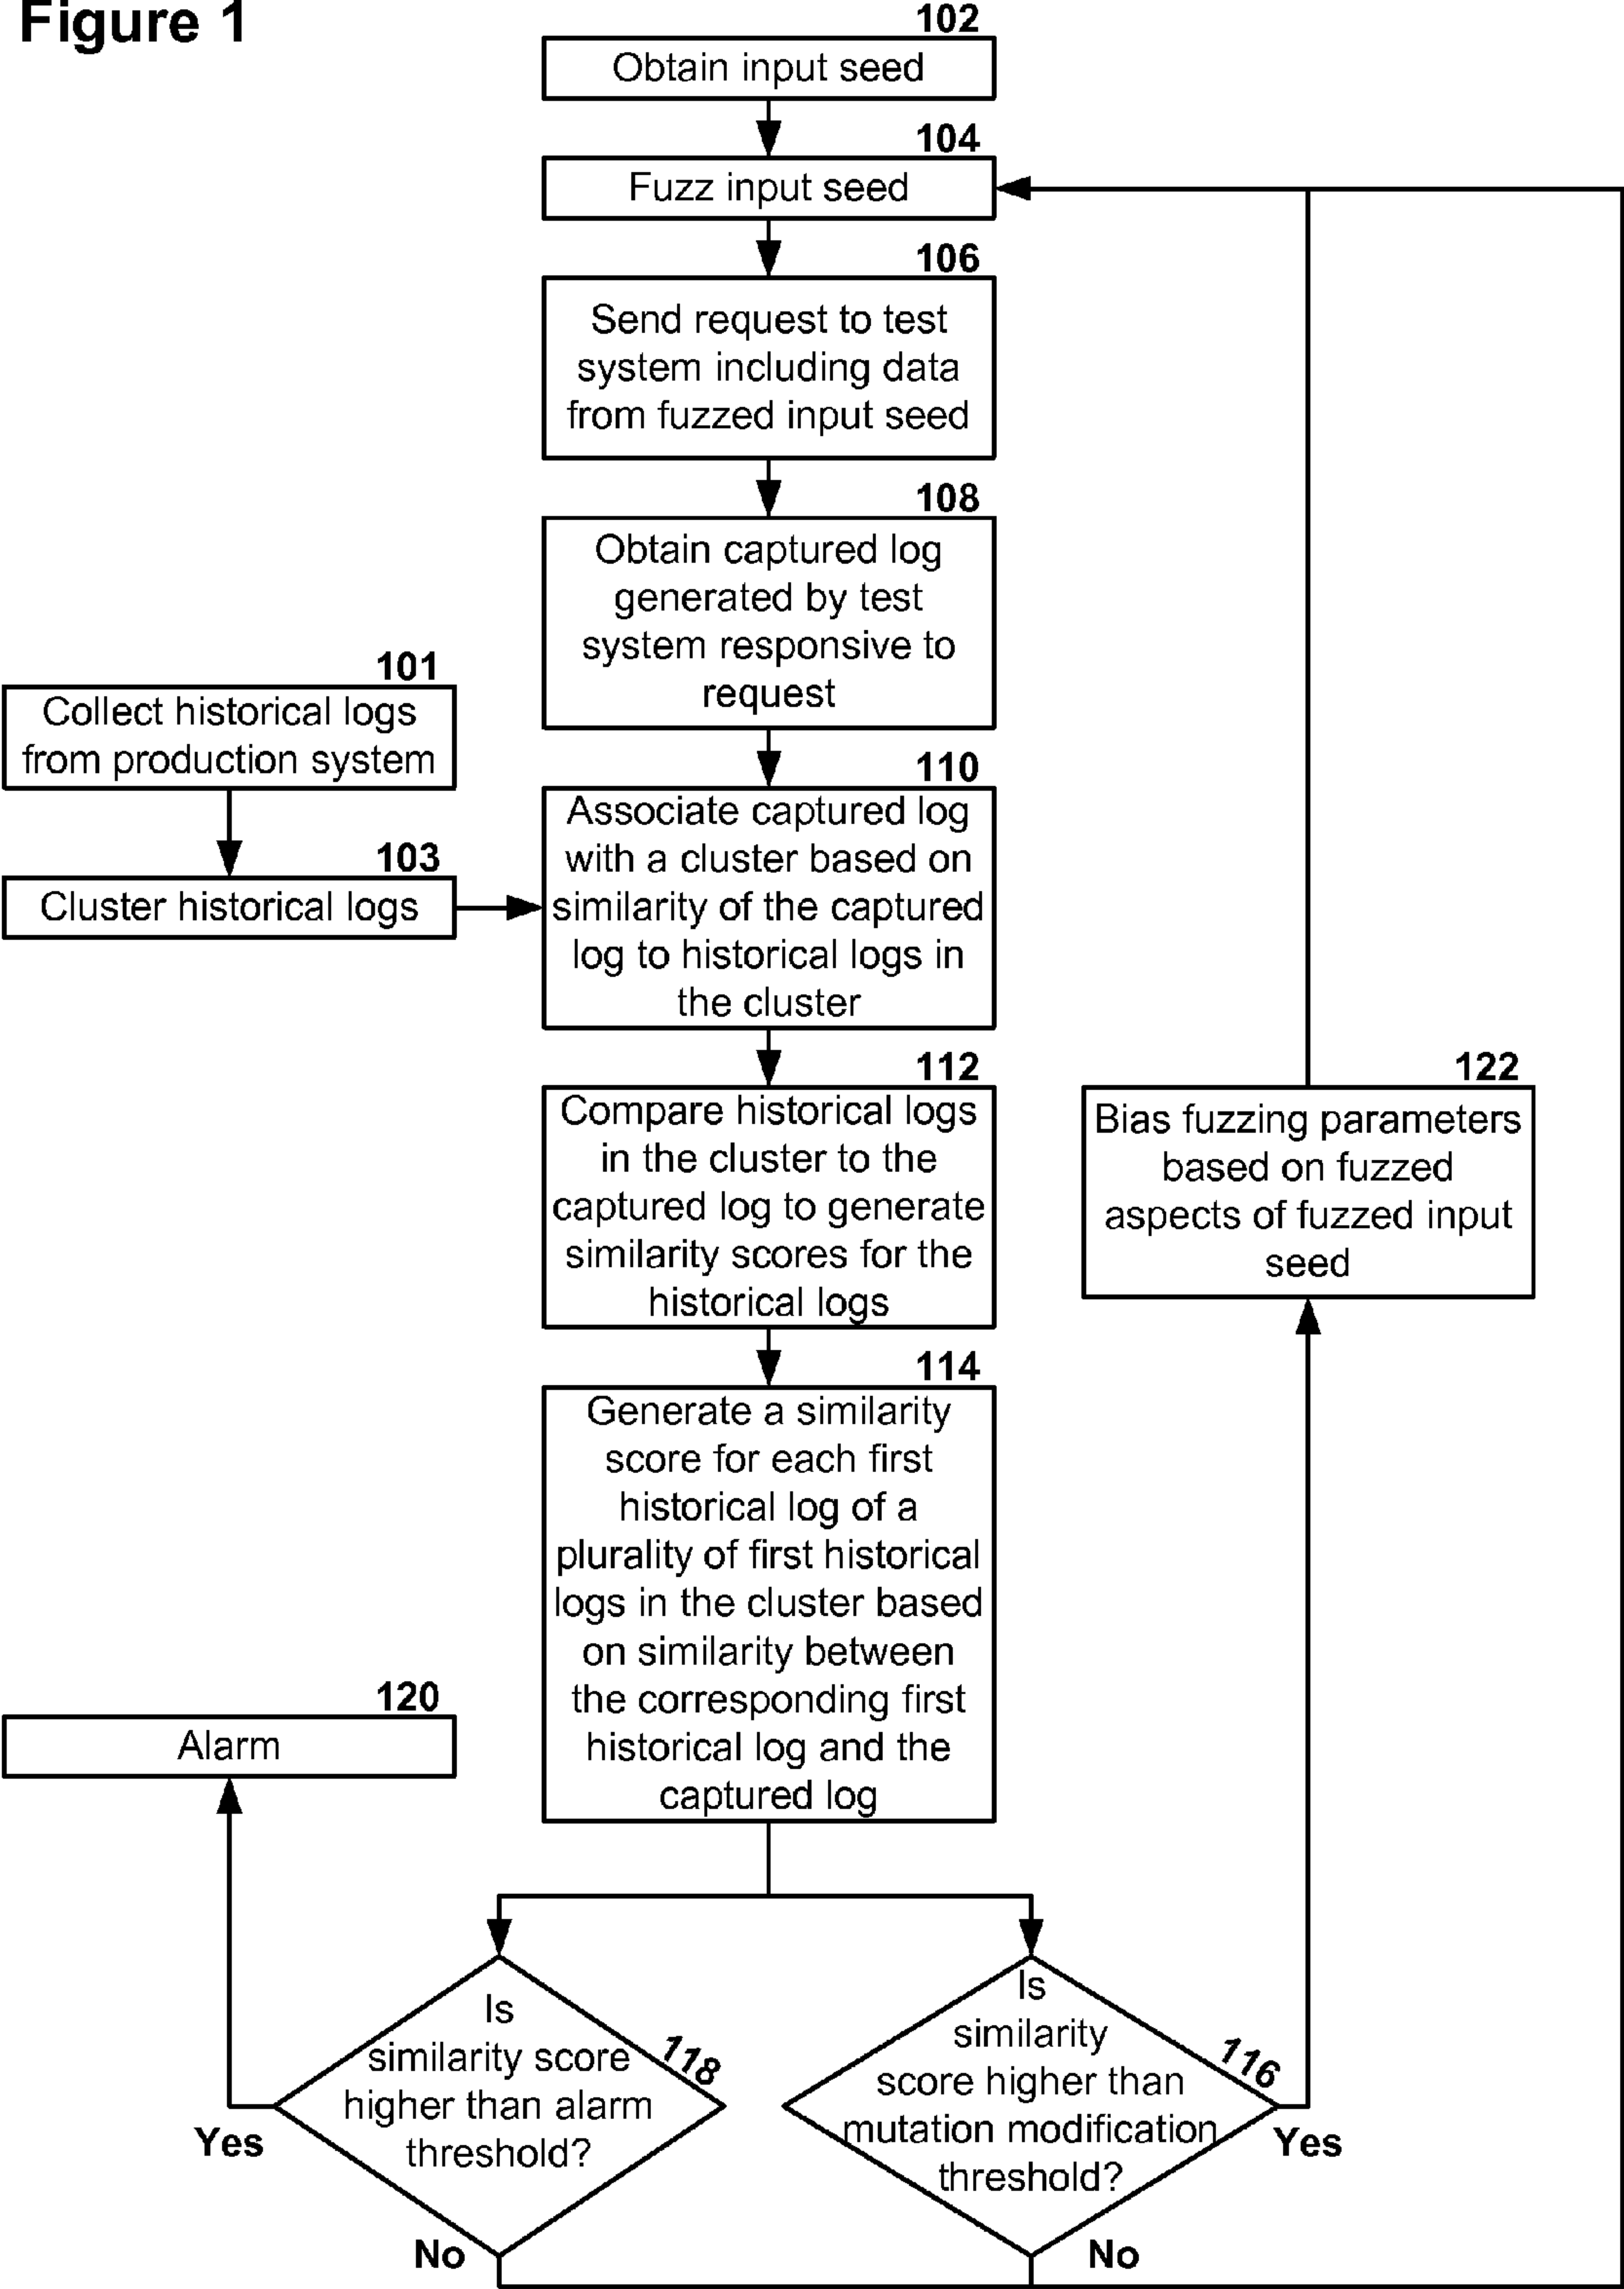 Figure 1
102
Obtain input seed
104
Fuzz input seed
106
Send request to test
system including data
from fuzzed input seed
108
Obtain captured log
generated by test
system responsive to
request
101
Collect historical logs
from production system
103
Cluster historical logs
110
Associate captured log
with a cluster based on
similarity of the captured
log to historical logs in
the cluster
112
Compare historical logs
in the cluster to the
captured log to generate
similarity scores for the
historical logs
122
Bias fuzzing parameters
based on fuzzed
aspects of fuzzed input
seed
114
Generate a similarity
score for each first
historical log of a
plurality of first historical
logs in the cluster based
on similarity between
the corresponding first
historical log and the
captured log
120
Alarm
Is
similarity score
higher than alarm
threshold?
118
Yes
No
Is
similarity
score higher than
mutation modification
threshold?
116
Yes
No